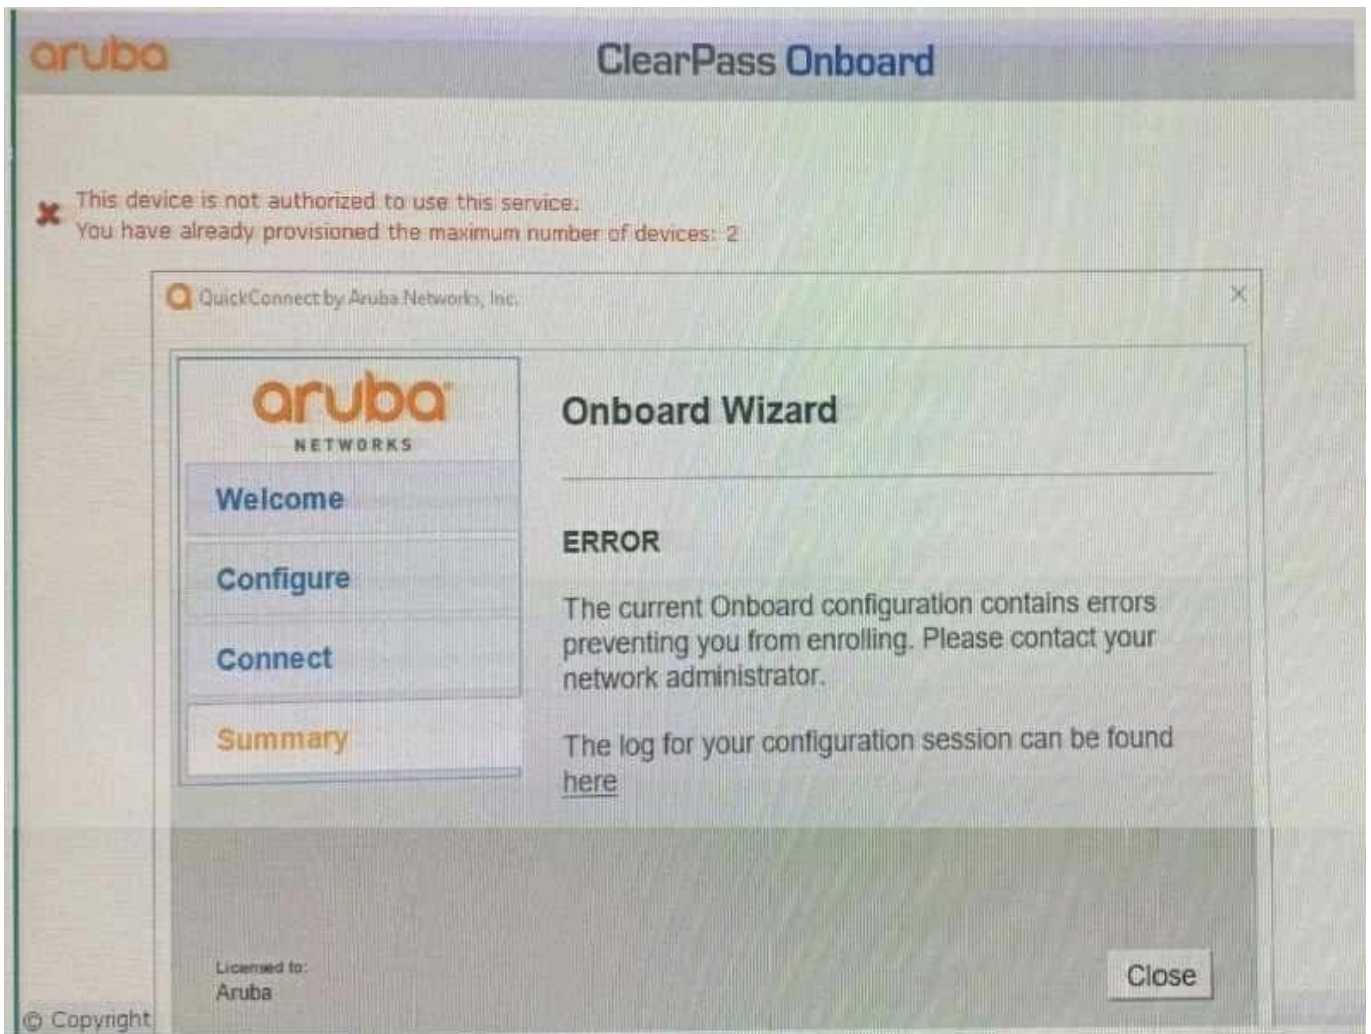 aruba
ClearPass Onboard
This device is not authorized to use this service.
You have already provisioned the maximum number of devices: 2
QuickConnect by Aruba Networks, Inc.
aruba
NETWORKS
Welcome
Configure
Connect
Summary
Onboard Wizard
ERROR
The current Onboard configuration contains errors
preventing you from enrolling. Please contact your
network administrator.
The log for your configuration session can be found
here
Licensed to:
Aruba
Close
© Copyright